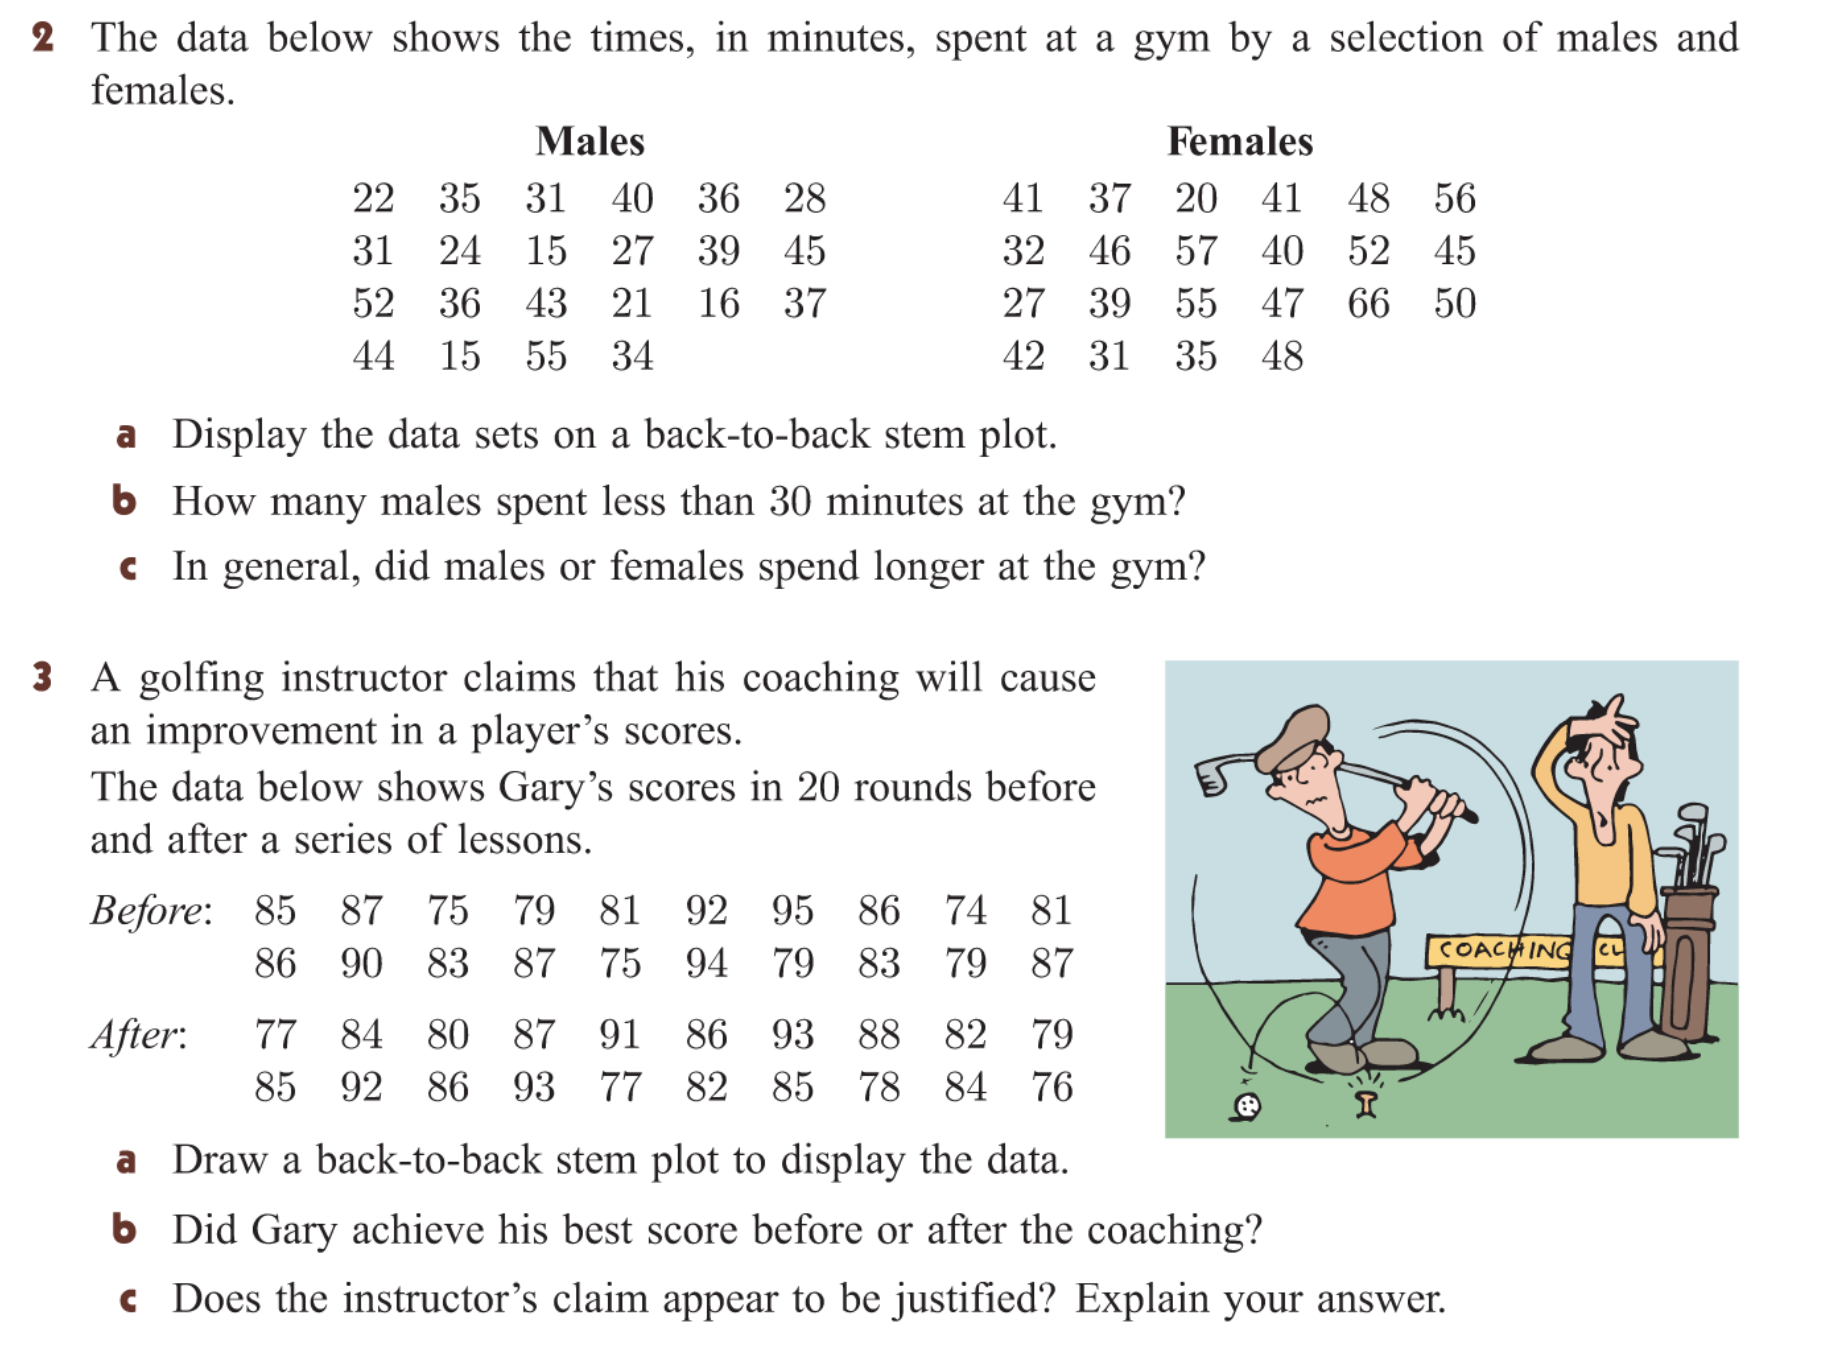 2 The data below shows the times, in minutes, spent at a gym by a selection of males and
females.
Males Females
22 35 31 40 36 28 41 37 20 41 48 56
31 24 15 27 39 45 32 46 57 40 52 45
52 36 43 21 16 37 27 39 55 47 66 50
44 15 55 34 42 31 35 48
a Display the data sets on a back-to-back stem plot.
b How many males spent less than 30 minutes at the gym?
c In general, did males or females spend longer at the gym?
3 A golfing instructor claims that his coaching will cause
an improvement in a player's scores.
The data below shows Gary's scores in 20 rounds before
and after a series of lessons.
Before: 85 87 75 79 81 92 95 86 74 81
86 90 83 87 75 94 79 83 79 87
After: 77 84 80 87 91 86 93 88 82 79
85 92 86 93 77 82 85 78 84 76
COACHING CL
a Draw a back-to-back stem plot to display the data.
b Did Gary achieve his best score before or after the coaching?
c Does the instructor's claim appear to be justified? Explain your answer.